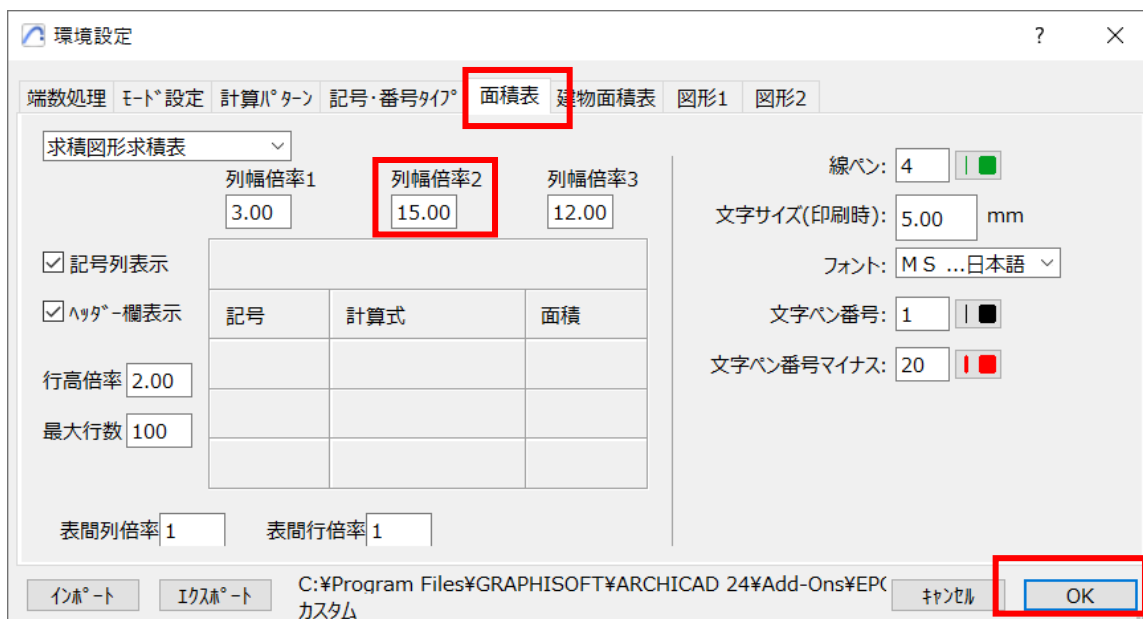 環境設定 ?
端数処理 ﾓｰﾄﾞ設定 計算ﾊﾟﾀｰﾝ 記号･番号ﾀｲﾌﾟ 面積表 建物面積表 図形1 図形2
求積図形求積表
列幅倍率1 列幅倍率2 列幅倍率3
3.00 15.00 12.00
記号列表示
ﾍｯﾀﾞｰ欄表示
記号 計算式 面積
行高倍率 2.00
最大行数 100
表間列倍率 1 表間行倍率 1
線ペン: 4
文字サイズ(印刷時): 5.00 mm
フォント: ＭＳ ...日本語
文字ペン番号: 1
文字ペン番号マイナス: 20
ｲﾝﾎﾟｰﾄ ｴｸｽﾎﾟｰﾄ C:¥Program Files¥GRAPHISOFT¥ARCHICAD 24¥Add-Ons¥EPC ｷｬﾝｾﾙ OK
カスタム